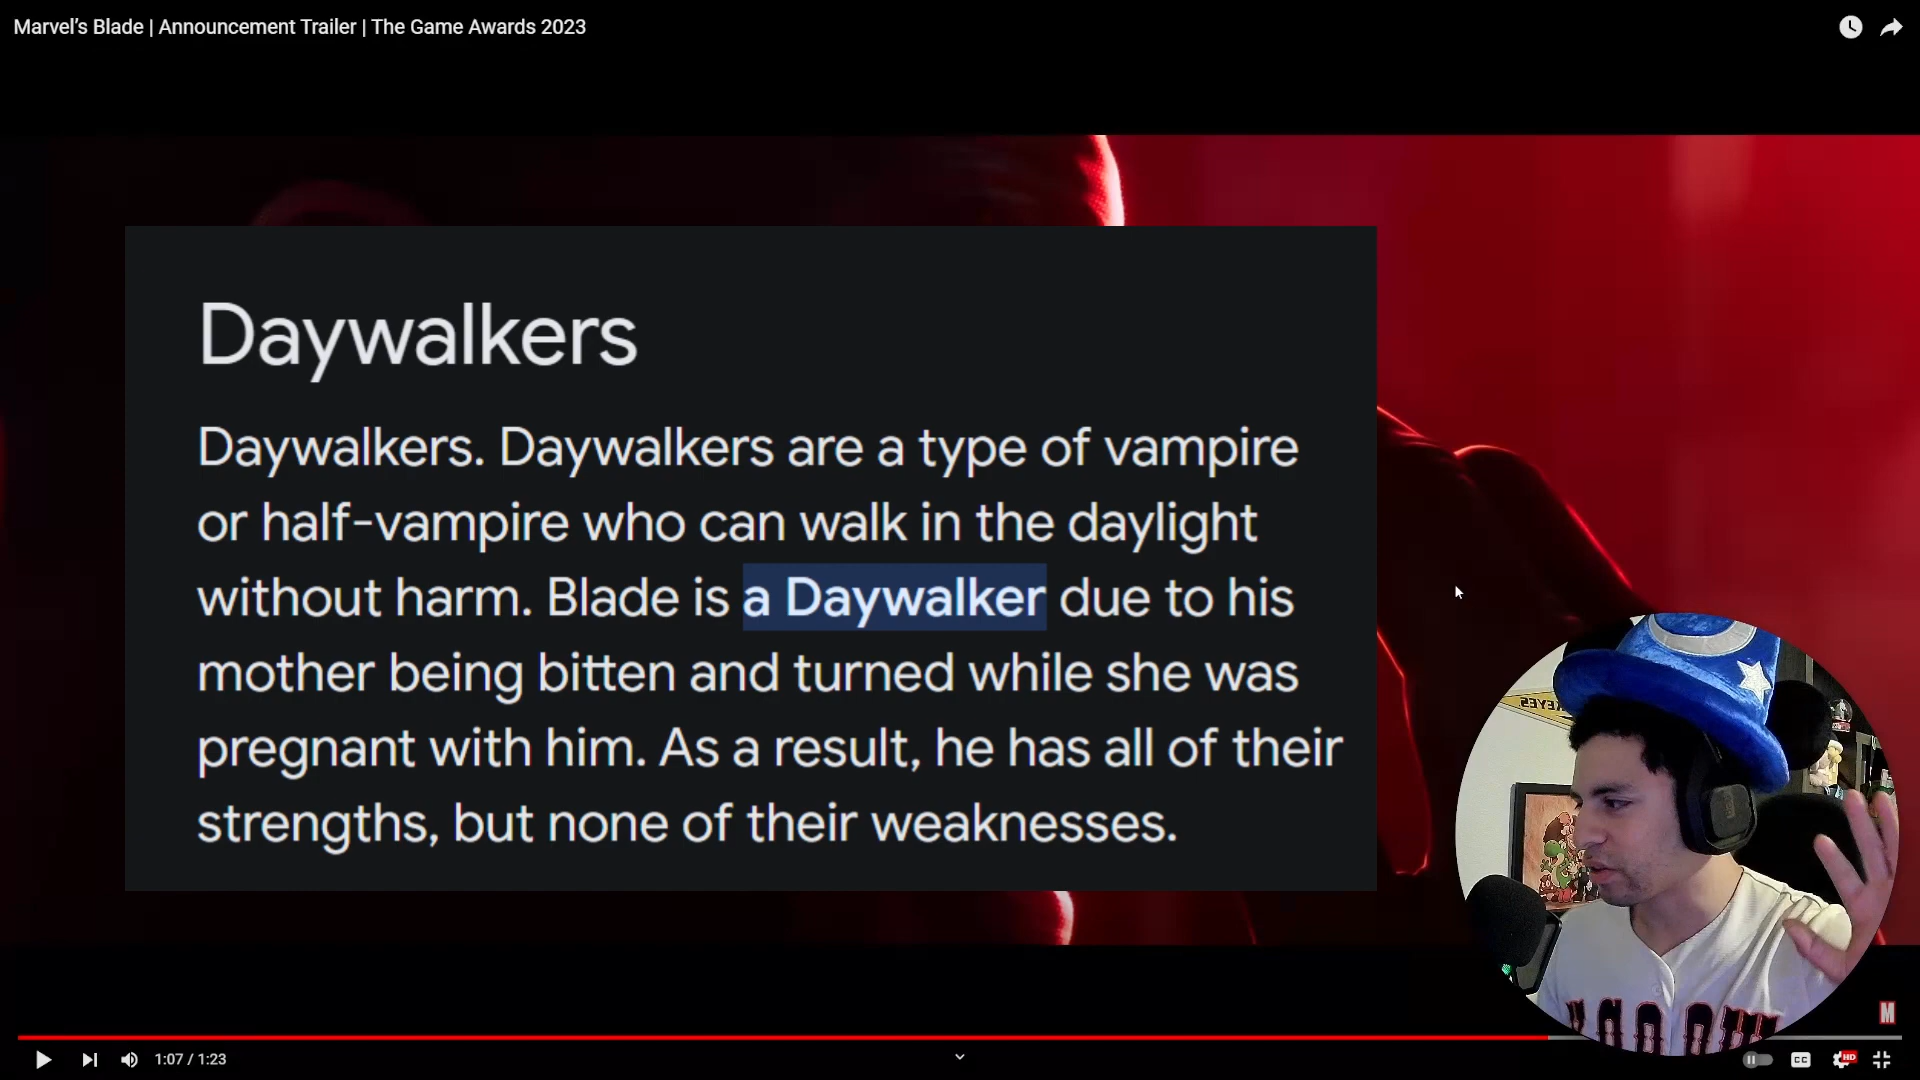 Marvel's Blade | Announcement Trailer | The Game Awards 2023
Daywalkers
Daywalkers. Daywalkers are a type of vampire
or half-vampire who can walk in the daylight
without harm. Blade is a Daywalker due to his
mother being bitten and turned while she was
pregnant with him. As a result, he has all of their
strengths, but none of their weaknesses.
M
1:07 / 1:23
CC
HD